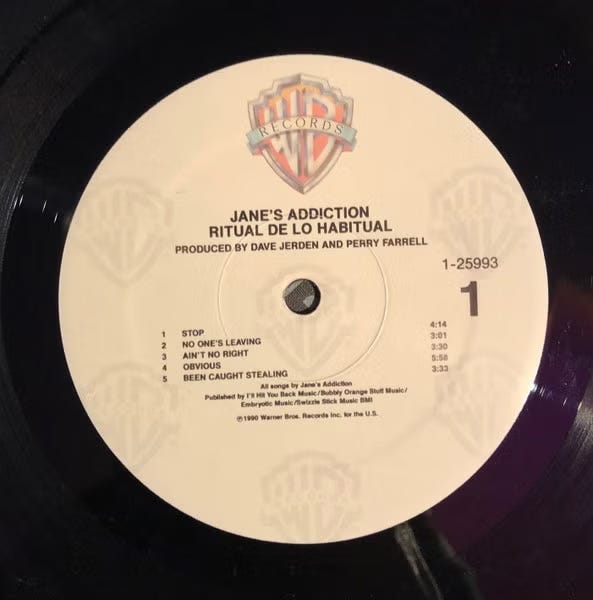 RECORDS
JANE'S ADDICTION
RITUAL DE LO HABITUAL
PRODUCED BY DAVE JERDEN AND PERRY FARRELL
1-25993
1
1 STOP 4:14
2 NO ONE'S LEAVING 3:01
3 AIN'T NO RIGHT 3:30
4 OBVIOUS 5:58
5 BEEN CAUGHT STEALING 3:33
All songs by Jane's Addiction
Published by I'll Hit You Back Music/Bubbly Orange Stuff Music/
Embryotic Music/Swizzle Stick Music BMI
℗1990 Warner Bros. Records Inc. for the U.S.